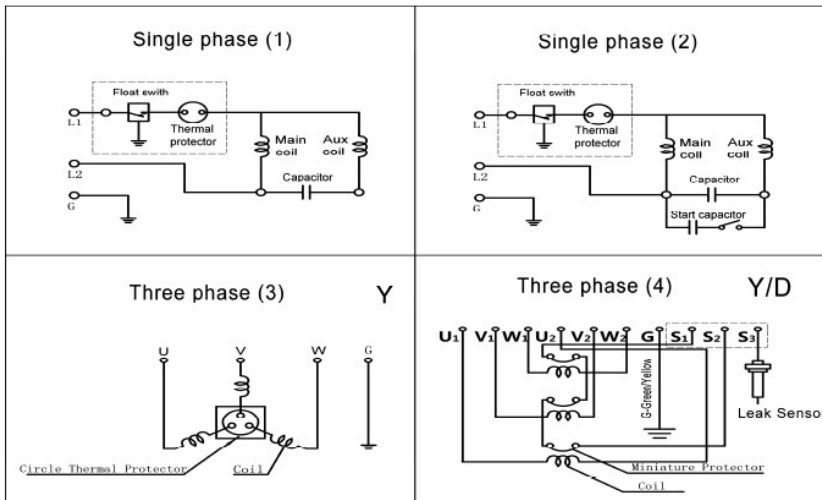 Single phase (1)
Float swith
L1
Thermal
protector
Main
coil
Aux
coil
L2
Capacitor
G
Single phase (2)
Float swith
L1
Thermal
protector
Main
coil
Aux
coil
L2
Capacitor
G
Start capacitor
Three phase (3) Y
U V W G
Circle Thermal Protector
Coil
Three phase (4) Y/D
U1 V1 W1 U2 V2 W2 G S1 S2 S3
G-Green/Yellow
Leak Sensor
Miniature Protector
Coil